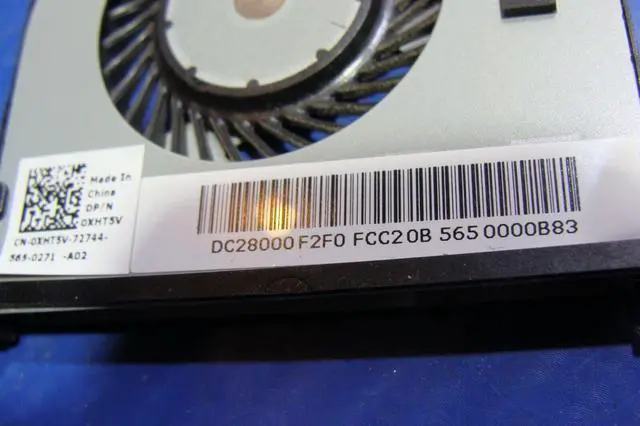 Made In
China
DP/N
0XHT5V
CN-0XHT5V-72744-
565-0271 -A02
DC28000F2F0 FCC20B 5650000B83